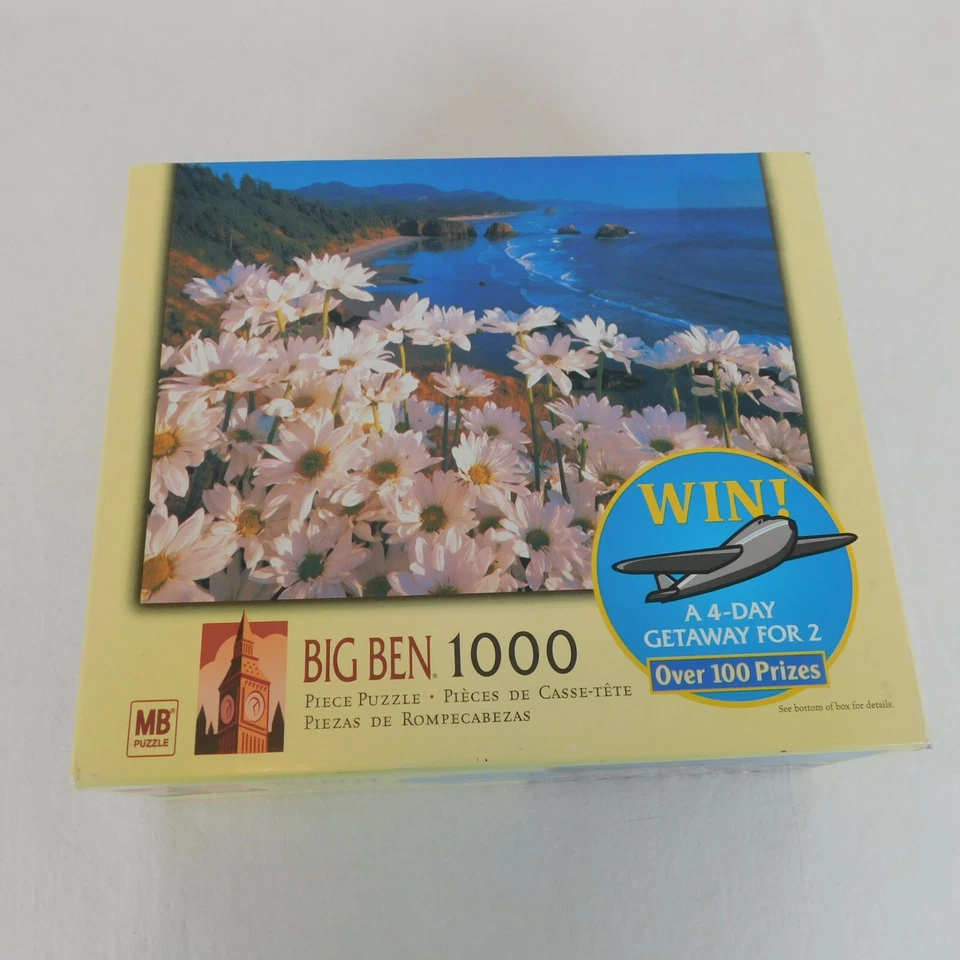 WIN!
A 4-DAY
GETAWAY FOR 2
Over 100 Prizes
See bottom of box for details.
BIG BEN® 1000
PIECE PUZZLE • PIÈCES DE CASSE-TÊTE
PIEZAS DE ROMPECABEZAS
MB®
PUZZLE